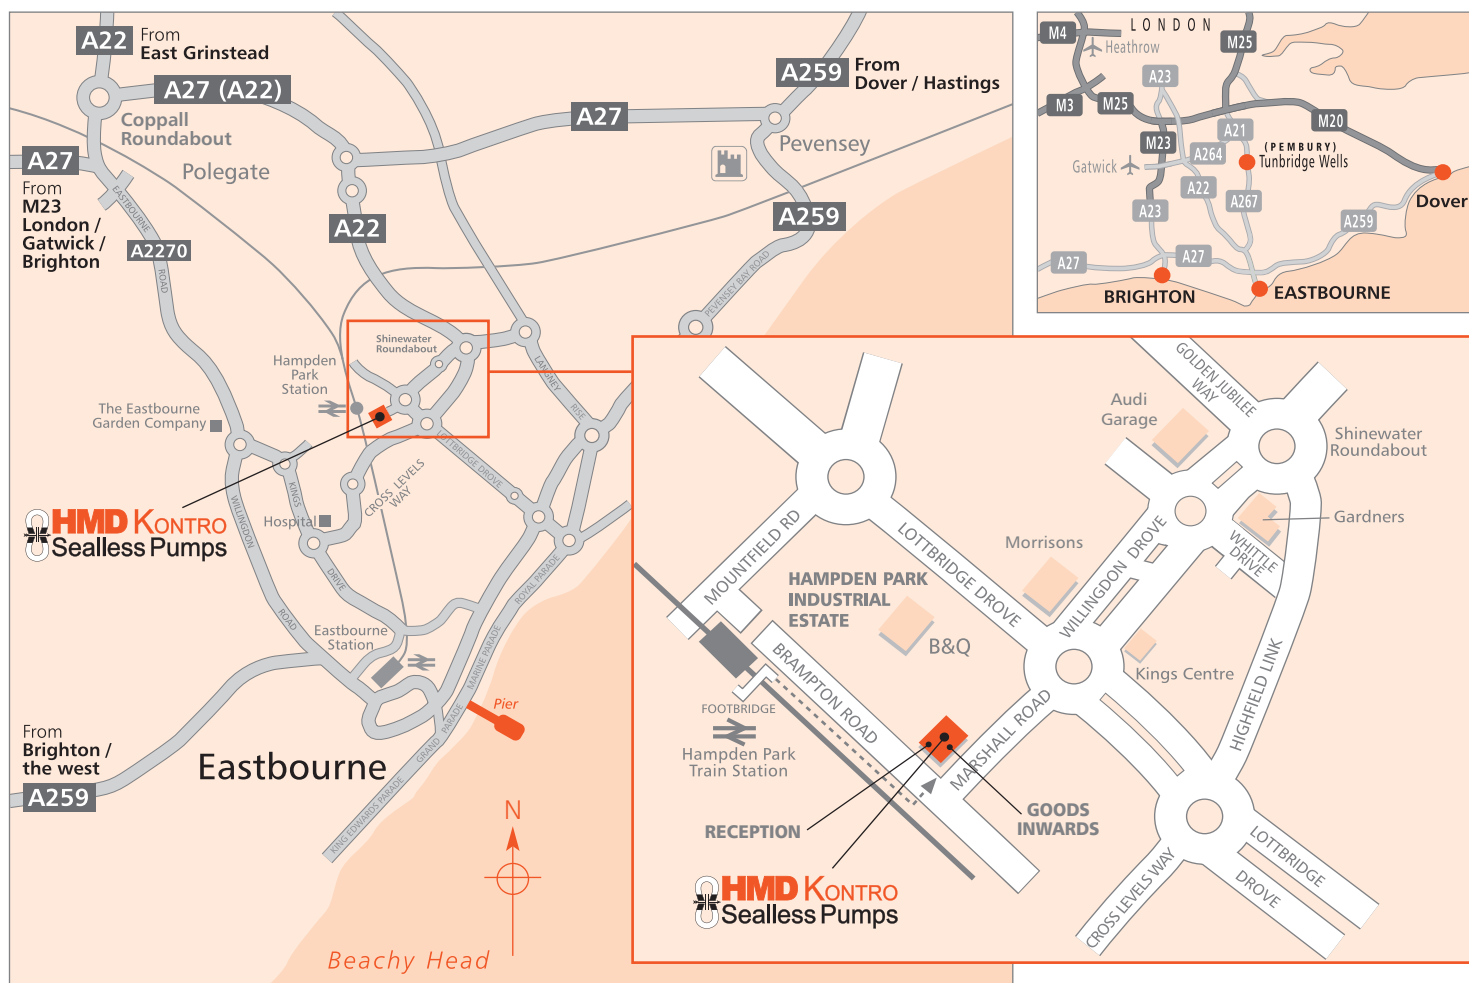 A22
From
East Grinstead
A27 (A22)
Coppall
Roundabout
Polegate
A27
From
M23
London /
Gatwick /
Brighton
EASTBOURNE
ROAD
A2270
A22
A27
A259
From
Dover / Hastings
Pevensey
A259
PEVENSEY BAY ROAD
Shinewater
Roundabout
Hampden
Park
Station
LANGNEY
RISE
The Eastbourne
Garden Company
LOTTBRIDGE DROVE
CROSS LEVELS
WAY
KINGS
DRIVE
Hospital
WILLINGDON
ROAD
HMD KONTRO
Sealless Pumps
Eastbourne
Station
ROYAL PARADE
MARINE PARADE
GRAND PARADE
KING EDWARDS PARADE
Pier
From
Brighton /
the west
A259
Eastbourne
N
Beachy Head
LONDON
M4
Heathrow
M25
A23
M3
M25
M20
M23
A21
A264
(PEMBURY)
Tunbridge Wells
Gatwick
A22
A267
A23
A259
Dover
A27
A27
BRIGHTON
EASTBOURNE
GOLDEN JUBILEE
WAY
Audi
Garage
Shinewater
Roundabout
Gardners
WHITTLE
DRIVE
MOUNTFIELD RD
LOTTBRIDGE DROVE
Morrisons
WILLINGDON DROVE
HAMPDEN PARK
INDUSTRIAL
ESTATE
B&Q
Kings Centre
HIGHFIELD LINK
BRAMPTON ROAD
MARSHALL ROAD
FOOTBRIDGE
Hampden Park
Train Station
RECEPTION
GOODS
INWARDS
HMD KONTRO
Sealless Pumps
CROSS LEVELS WAY
LOTTBRIDGE
DROVE